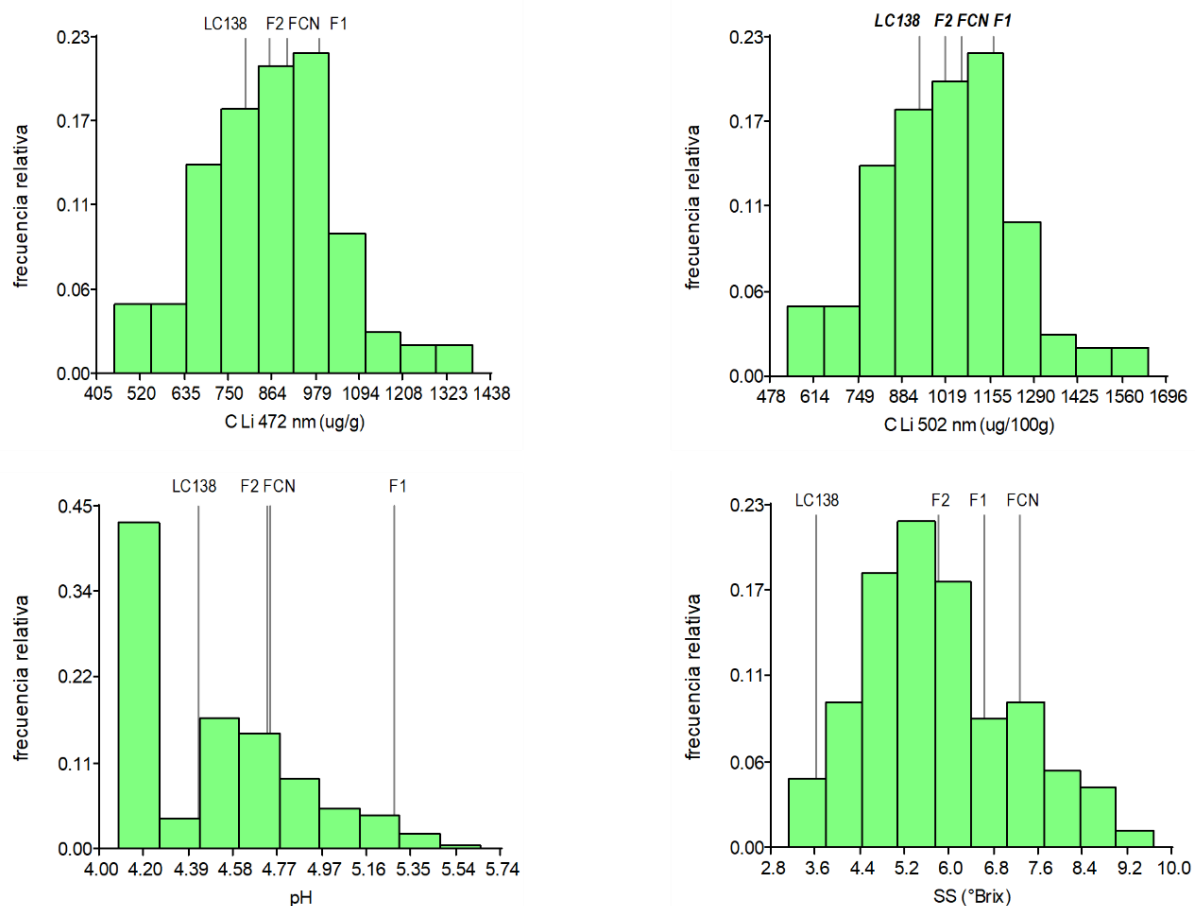 LC138 F2 FCN F1
0.23
0.17
0.11
0.06
0.00
frecuencia relativa
405 520 635 750 864 979 1094 1208 1323 1438
C Li 472 nm (ug/g)
LC138 F2 FCN F1
0.23
0.17
0.11
0.06
0.00
frecuencia relativa
478 614 749 884 1019 1155 1290 1425 1560 1696
C Li 502 nm (ug/100g)
LC138 F2 FCN F1
0.45
0.34
0.22
0.11
0.00
frecuencia relativa
4.00 4.20 4.39 4.58 4.77 4.97 5.16 5.35 5.54 5.74
pH
LC138 F2 F1 FCN
0.23
0.17
0.11
0.06
0.00
frecuencia relativa
2.8 3.6 4.4 5.2 6.0 6.8 7.6 8.4 9.2 10.0
SS (°Brix)